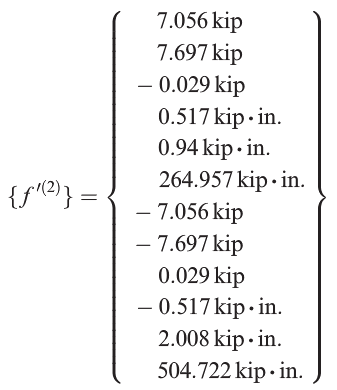 7.056 kip
7.697 kip
− 0.029 kip
0.517 kip · in.
0.94 kip · in.
264.957 kip · in.
{f′(2)} =
− 7.056 kip
− 7.697 kip
0.029 kip
− 0.517 kip · in.
2.008 kip · in.
504.722 kip · in.